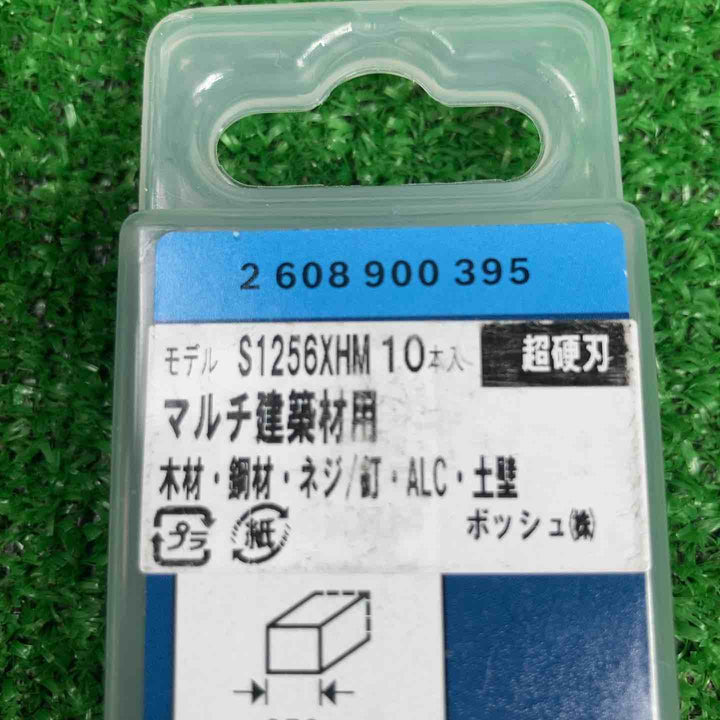 2 608 900 395
モデル S1256XHM 10本入 超硬刃
マルチ建築材用
木材・鋼材・ネジ/釘・ALC・土壁
プラ 紙 ボッシュ㈱